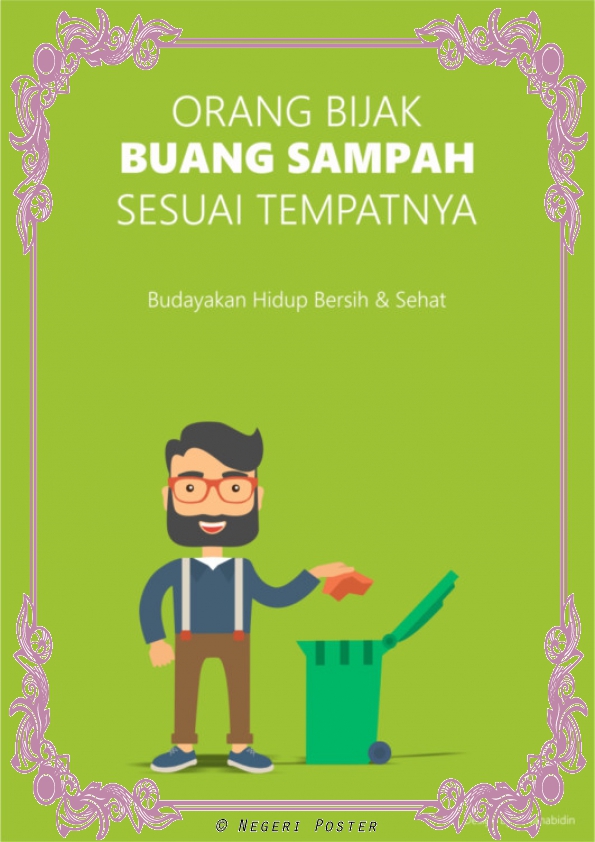 ORANG BIJAK
BUANG SAMPAH
SESUAI TEMPATNYA
Budayakan Hidup Bersih & Sehat
© NEGERI POSTER